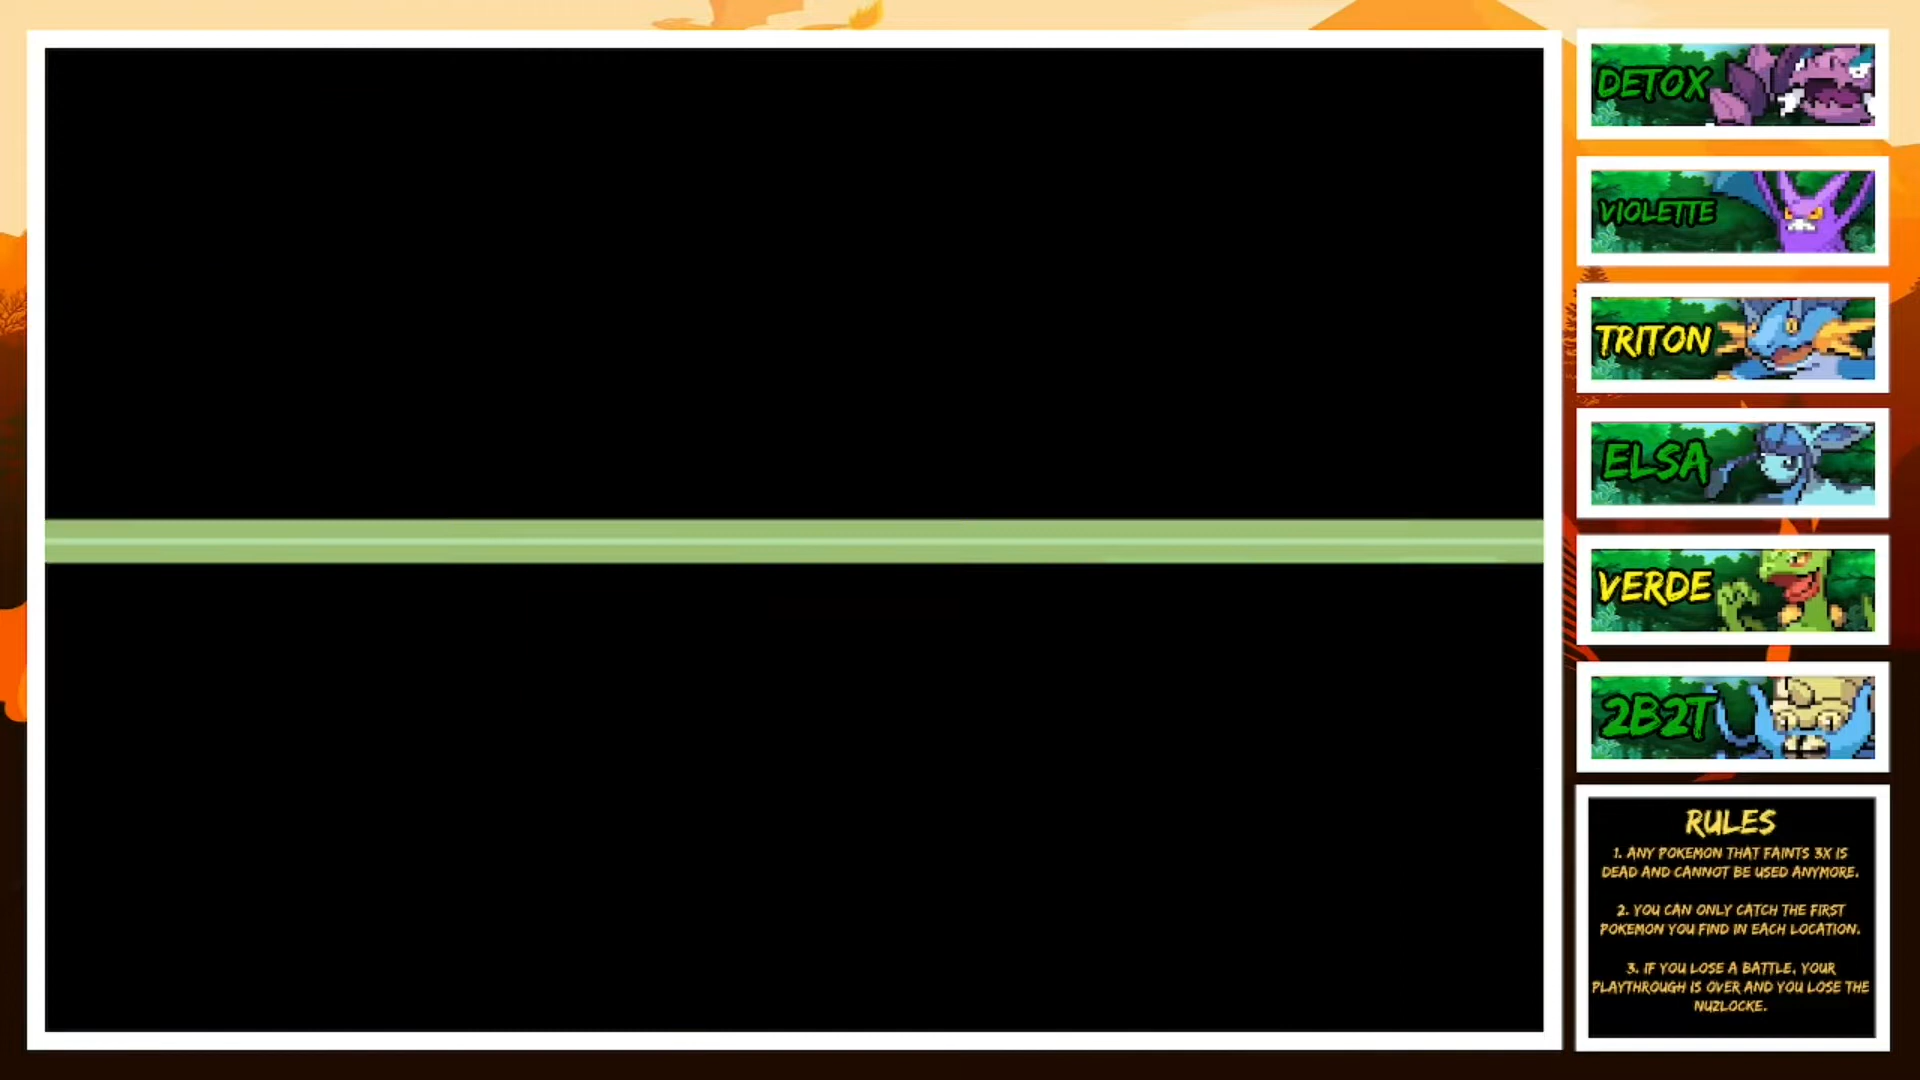 DETOX
VIOLETTE
TRITON
ELSA
VERDE
2B2T
RULES
1. ANY POKEMON THAT FAINTS 3X IS
DEAD AND CANNOT BE USED ANYMORE.
2. YOU CAN ONLY CATCH THE FIRST
POKEMON YOU FIND IN EACH LOCATION.
3. IF YOU LOSE A BATTLE, YOUR
PLAYTHROUGH IS OVER AND YOU LOSE THE
NUZLOCKE.